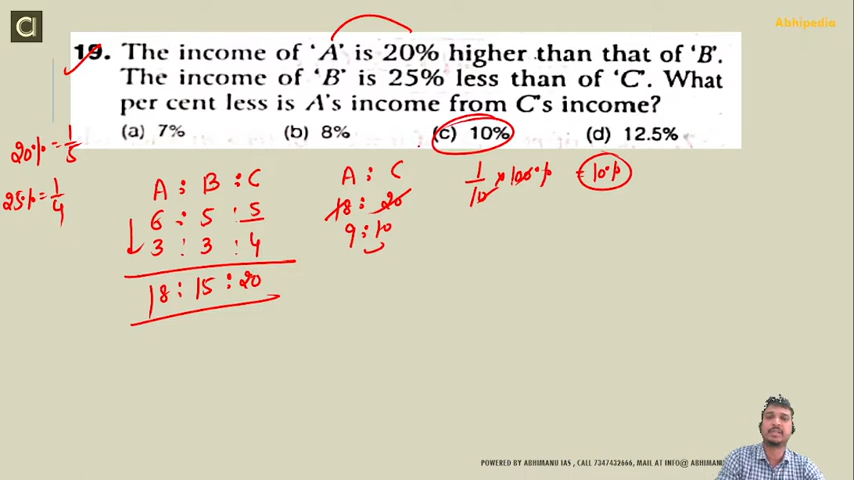 Abhipedia
19. The income of 'A' is 20% higher than that of 'B'.
The income of 'B' is 25% less than of 'C'. What
per cent less is A's income from C's income?
(a) 7% (b) 8% (c) 10% (d) 12.5%
20% = 1/5
25% = 1/4
A : B : C
6 : 5 : 5
3 : 3 : 4
18 : 15 : 20
A : C
18 : 20
9 : 10
1/10 × 100% = 10%
POWERED BY ABHIMANU IAS , CALL 7347432666, MAIL AT INFO@ ABHIMANU